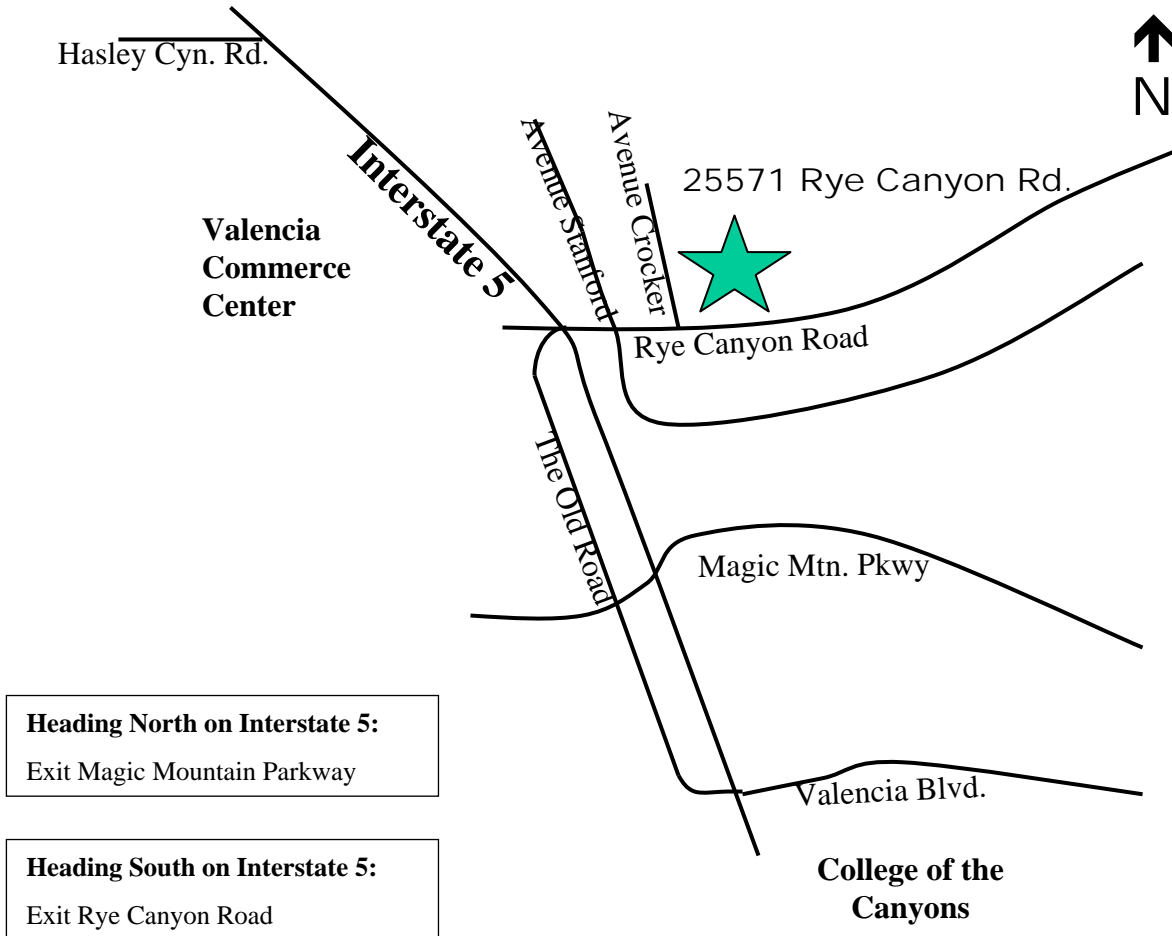 Hasley Cyn. Rd.
N
Interstate 5
Avenue Stanford
Avenue Crocker
25571 Rye Canyon Rd.
Valencia
Commerce
Center
Rye Canyon Road
The Old Road
Magic Mtn. Pkwy
Heading North on Interstate 5:
Exit Magic Mountain Parkway
Valencia Blvd.
Heading South on Interstate 5:
Exit Rye Canyon Road
College of the
Canyons